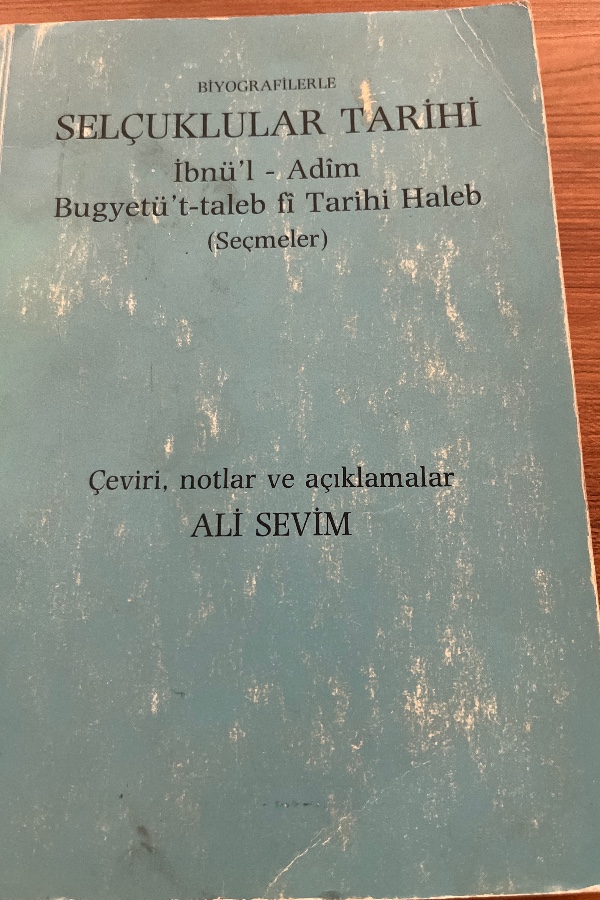 BİYOGRAFİLERLE
SELÇUKLULAR TARİHİ
İbnü'l - Adîm
Bugyetü't-taleb fî Tarihi Haleb
(Seçmeler)
Çeviri, notlar ve açıklamalar
ALİ SEVİM